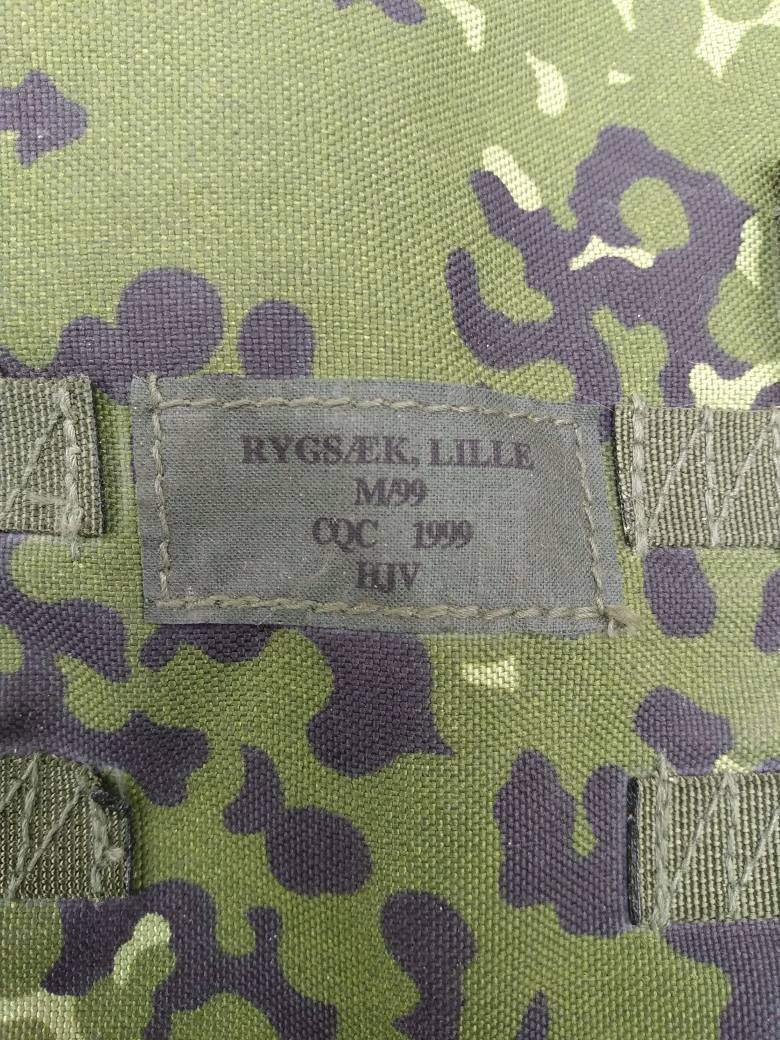 RYGSÆK, LILLE
M/99
CQC 1999
HJV